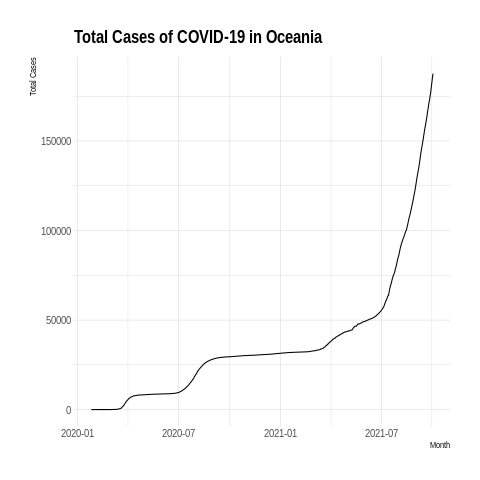 Total Cases of COVID-19 in Oceania
Total Cases
150000
100000
50000
0
2020-01 2020-07 2021-01 2021-07
Month